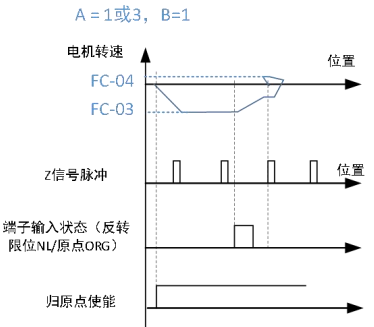 A = 1或3，B=1
电机转速
位置
FC-04
FC-03
Z信号脉冲
位置
端子输入状态（反转
限位NL/原点ORG）
归原点使能